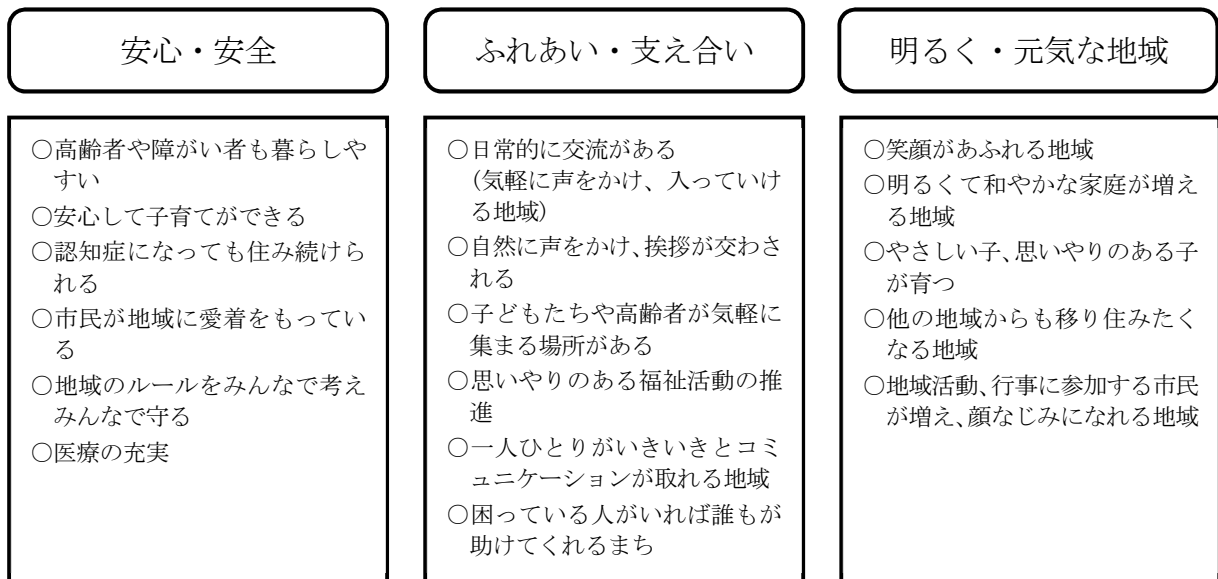 安心・安全
○高齢者や障がい者も暮らしや
すい
○安心して子育てができる
○認知症になっても住み続けら
れる
○市民が地域に愛着をもってい
る
○地域のルールをみんなで考え
みんなで守る
○医療の充実
ふれあい・支え合い
○日常的に交流がある
(気軽に声をかけ、入っていけ
る地域)
○自然に声をかけ、挨拶が交わさ
れる
○子どもたちや高齢者が気軽に
集まる場所がある
○思いやりのある福祉活動の推
進
○一人ひとりがいきいきとコミ
ュニケーションが取れる地域
○困っている人がいれば誰もが
助けてくれるまち
明るく・元気な地域
○笑顔があふれる地域
○明るくて和やかな家庭が増え
る地域
○やさしい子、思いやりのある子
が育つ
○他の地域からも移り住みたく
なる地域
○地域活動、行事に参加する市民
が増え、顔なじみになれる地域